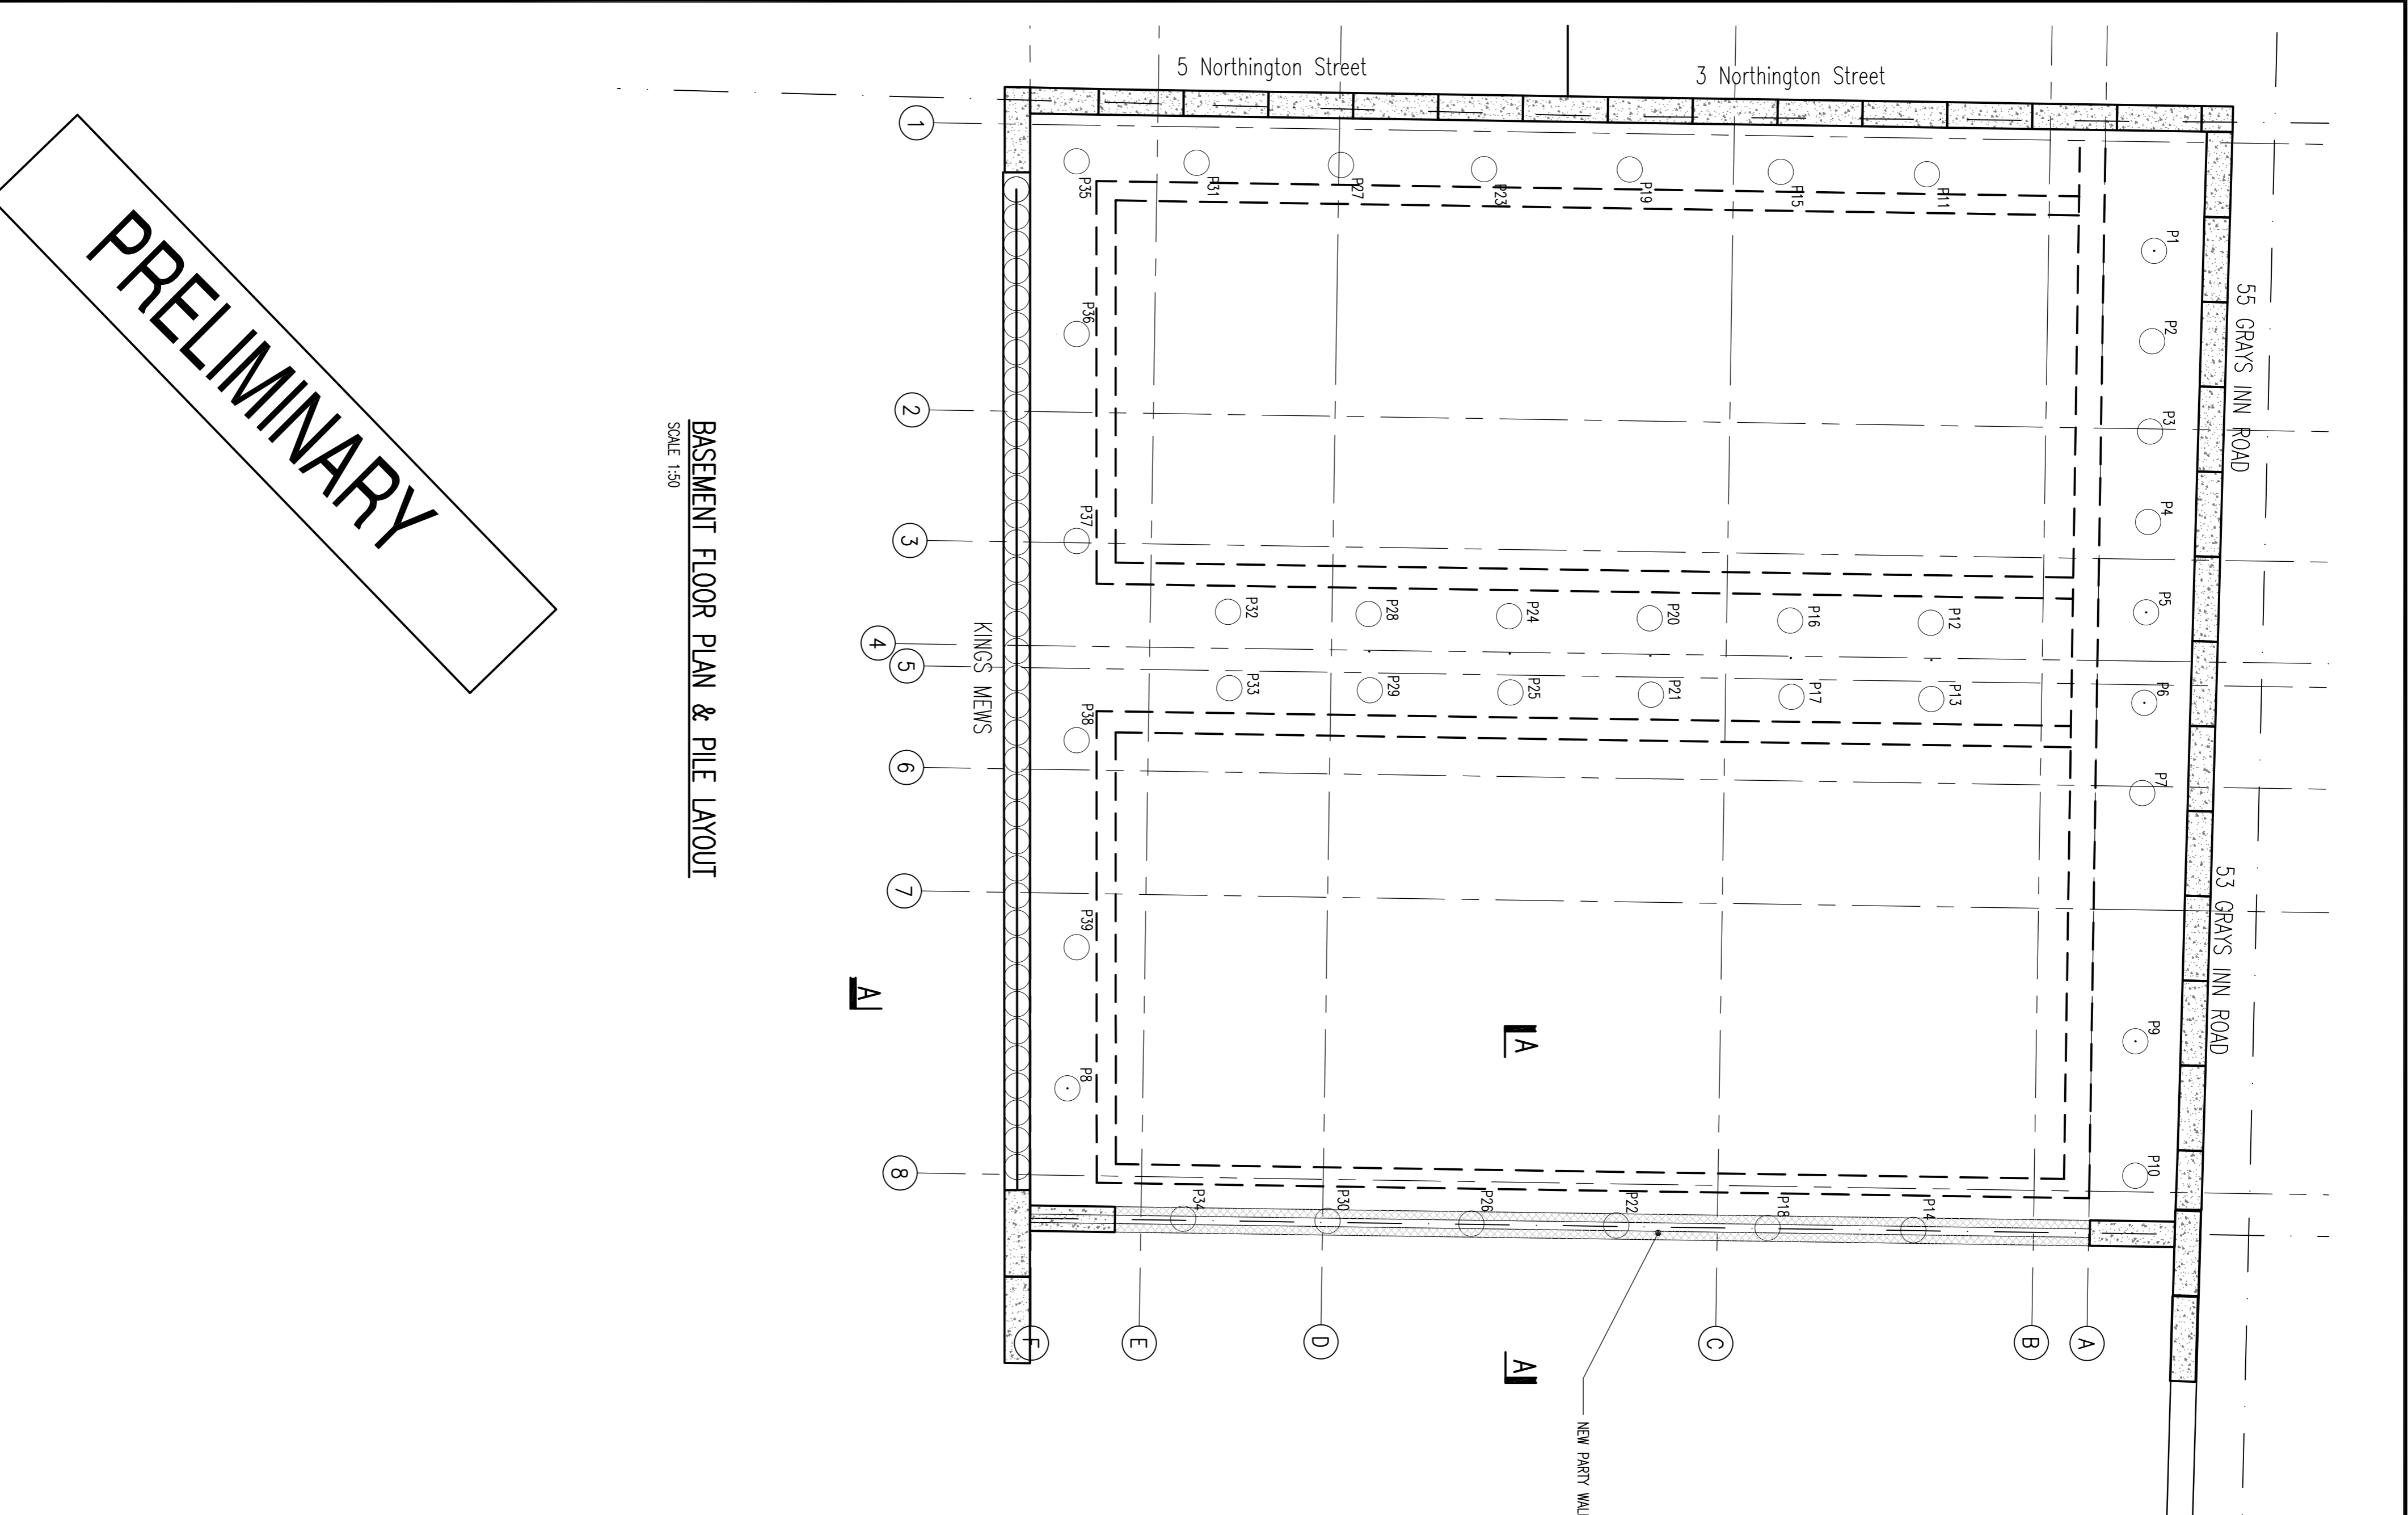 5 Northington Street
3 Northington Street
1
P35
P31
P27
P23
P19
P15
P11
P1
55 GRAYS INN ROAD
P2
P36
2
P3
P37
3
P4
P32
P28
P24
P20
P16
P12
P5
KINGS MEWS
4
5
P33
P29
P25
P21
P17
P13
P6
P38
6
P7
7
P39
53 GRAYS INN ROAD
A
A
P9
P8
P10
8
P34
P30
P26
P22
P18
P14
F
E
D
C
B
A
A
NEW PARTY WALL
BASEMENT FLOOR PLAN & PILE LAYOUT
SCALE 1:50
PRELIMINARY